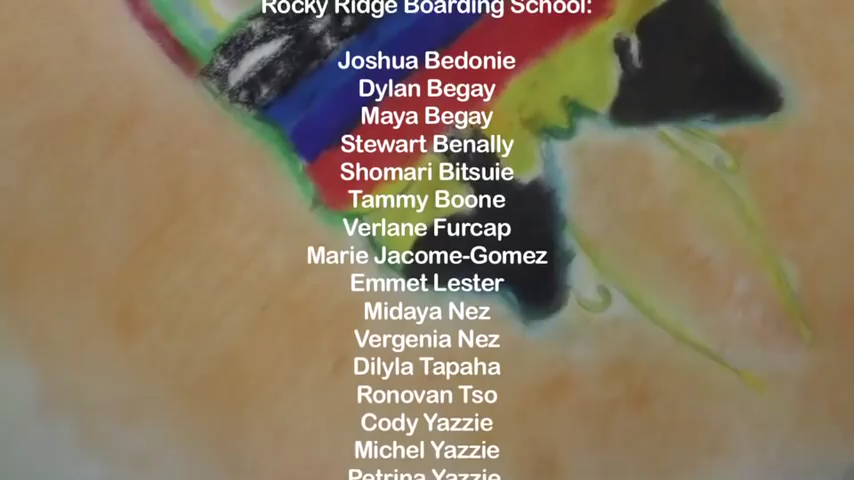 Rocky Ridge Boarding School:
Joshua Bedonie
Dylan Begay
Maya Begay
Stewart Benally
Shomari Bitsuie
Tammy Boone
Verlane Furcap
Marie Jacome-Gomez
Emmet Lester
Midaya Nez
Vergenia Nez
Dilyla Tapaha
Ronovan Tso
Cody Yazzie
Michel Yazzie
Petrina Yazzie